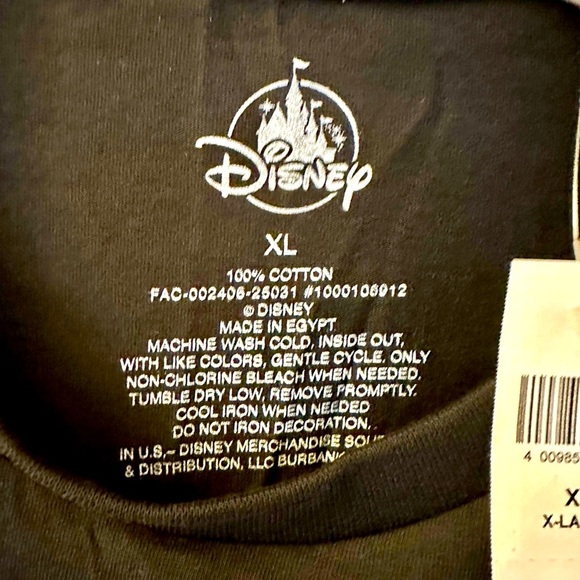 Disney
XL
100% COTTON
FAC-002406-25031 #1000106912
© DISNEY
MADE IN EGYPT
MACHINE WASH COLD, INSIDE OUT,
WITH LIKE COLORS, GENTLE CYCLE. ONLY
NON-CHLORINE BLEACH WHEN NEEDED.
TUMBLE DRY LOW, REMOVE PROMPTLY.
COOL IRON WHEN NEEDED
DO NOT IRON DECORATION.
IN U.S,~ DISNEY MERCHANDISE
& DISTRIBUTION, LLC
4 00985
X
X-LA